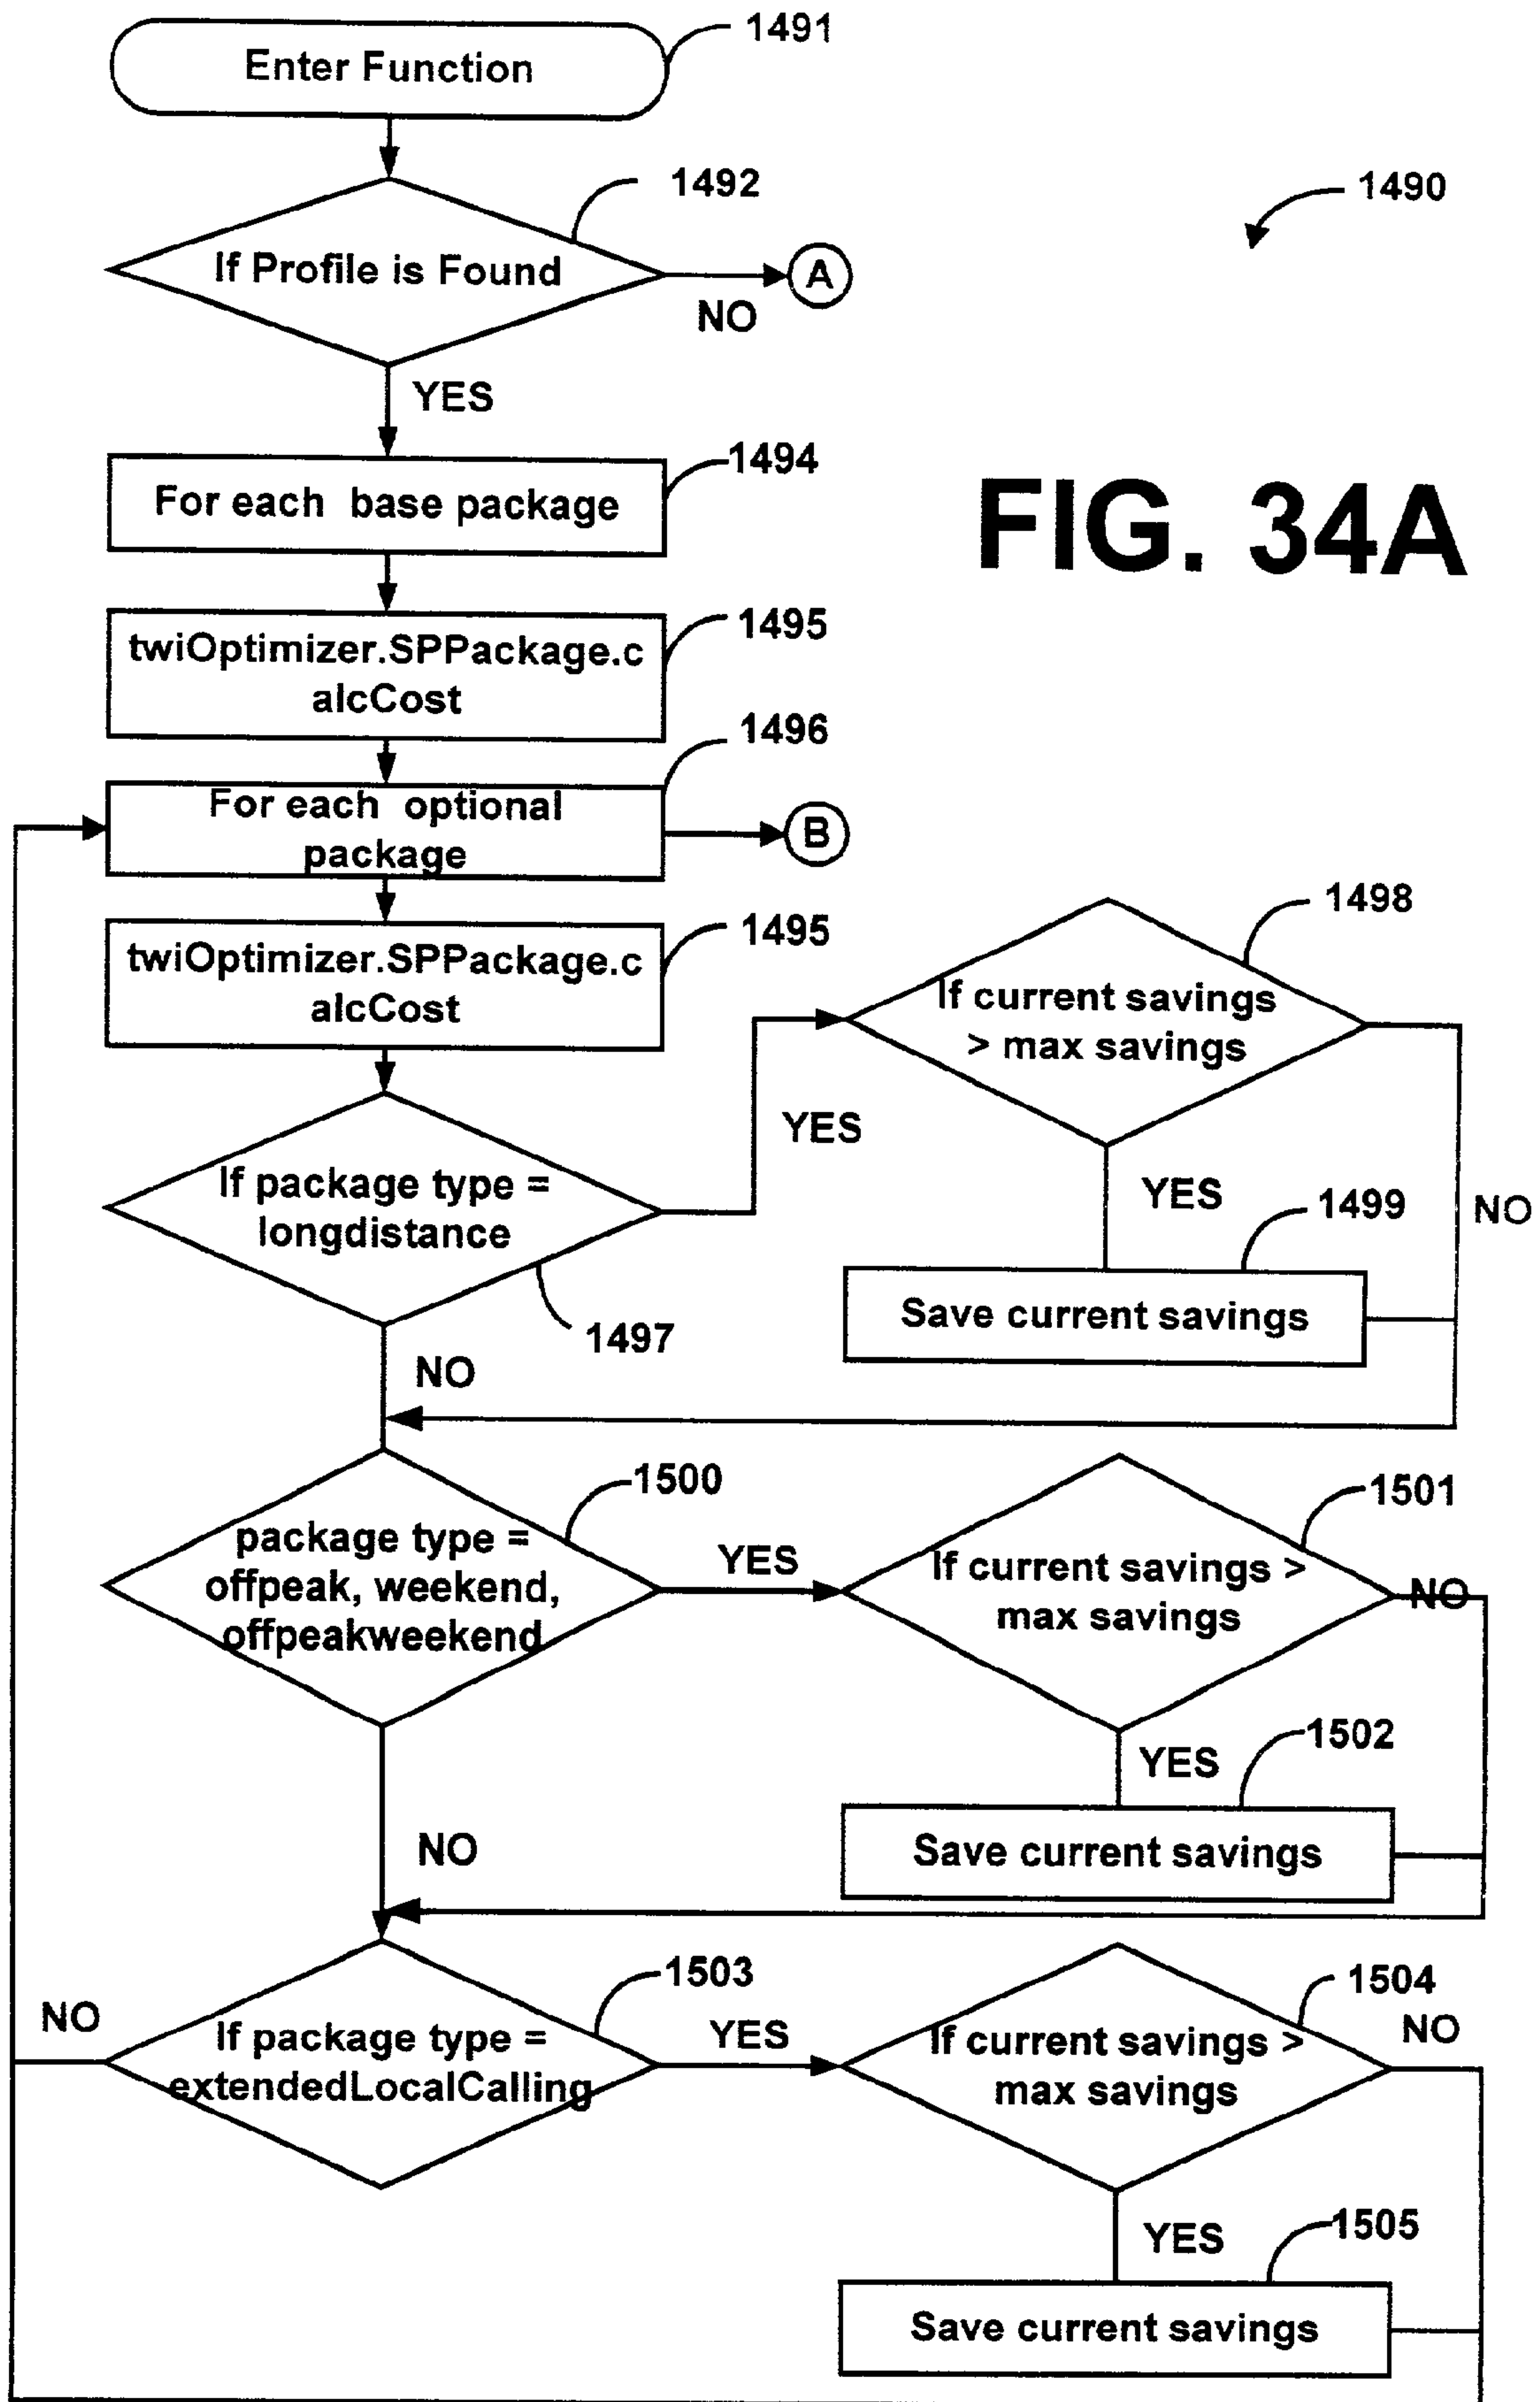 Enter Function
1491
1492
1490
If Profile is Found
A
NO
YES
1494
For each base package
FIG. 34A
1495
twiOptimizer.SPPackage.c
alcCost
1496
For each optional
package
B
1495
twiOptimizer.SPPackage.c
alcCost
1498
If current savings
> max savings
YES
YES
NO
If package type =
longdistance
1499
Save current savings
1497
NO
1500
1501
package type =
offpeak, weekend,
offpeakweekend
YES
If current savings >
max savings
NO
YES
1502
Save current savings
NO
1503
1504
NO
NO
If package type =
extendedLocalCalling
YES
If current savings >
max savings
YES
1505
Save current savings